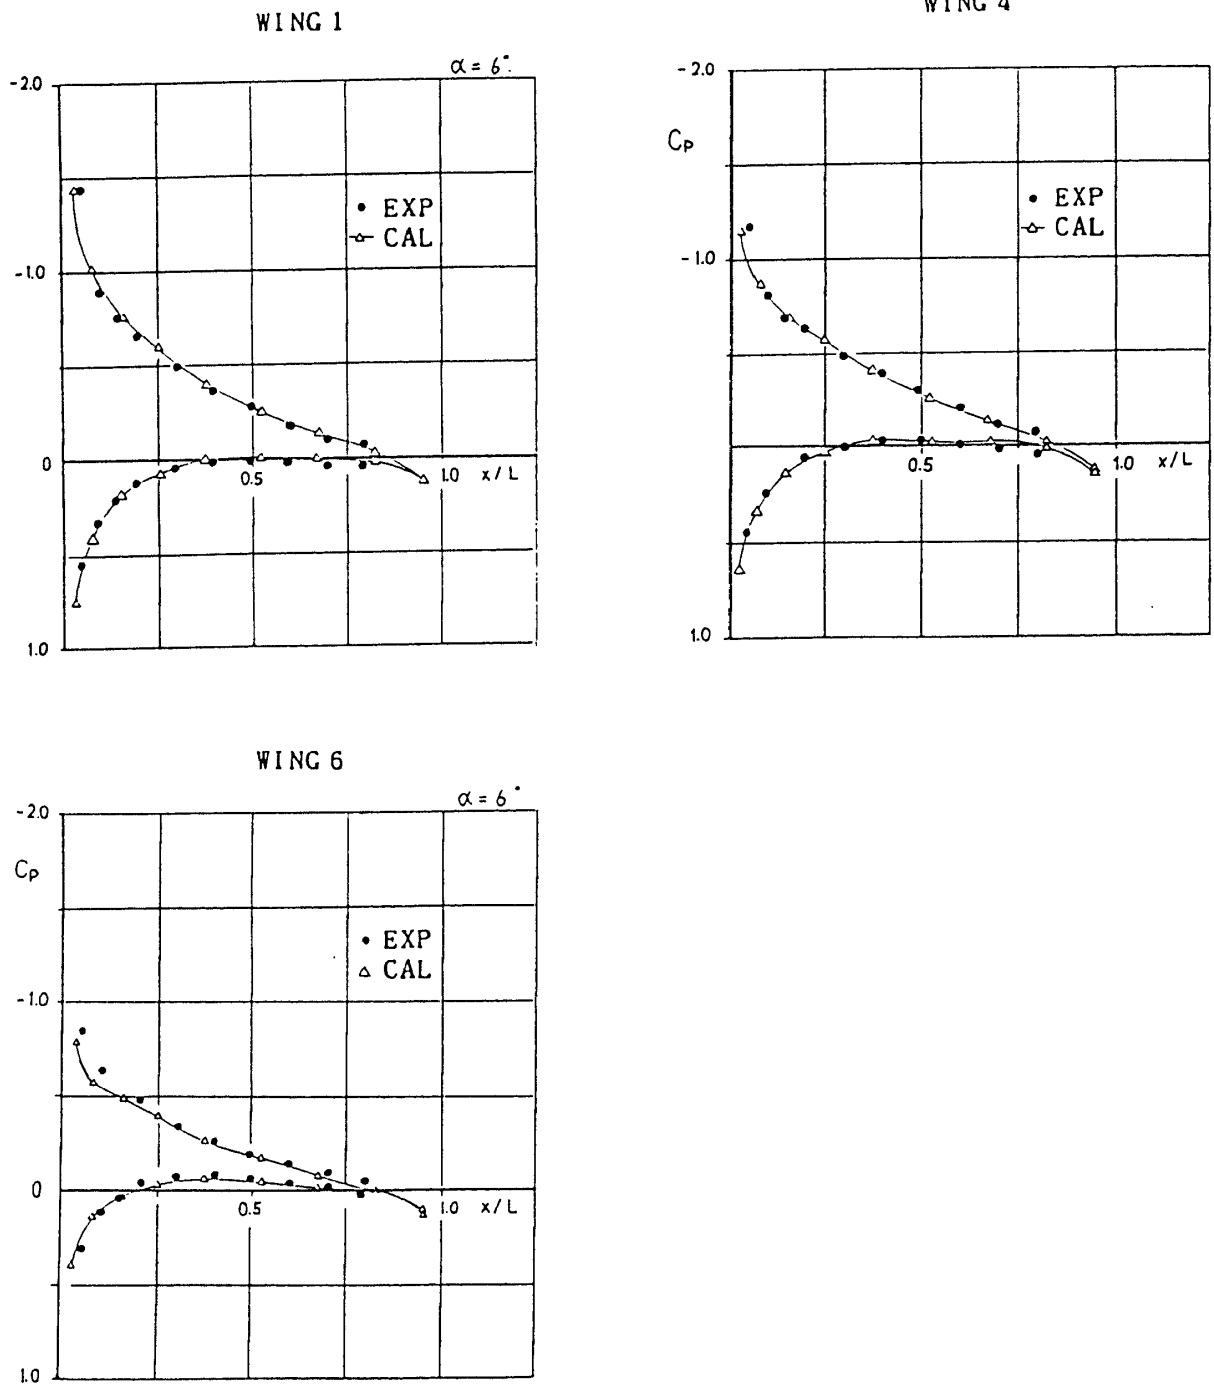 WING 1
α = 6°.
-2.0
• EXP
CAL
-1.0
0
0.5
1.0
x/L
1.0
WING 4
-2.0
Cp
• EXP
CAL
-1.0
0.5
1.0
x/L
1.0
WING 6
α = 6°
-2.0
Cp
• EXP
CAL
-1.0
0
0.5
1.0
x/L
1.0